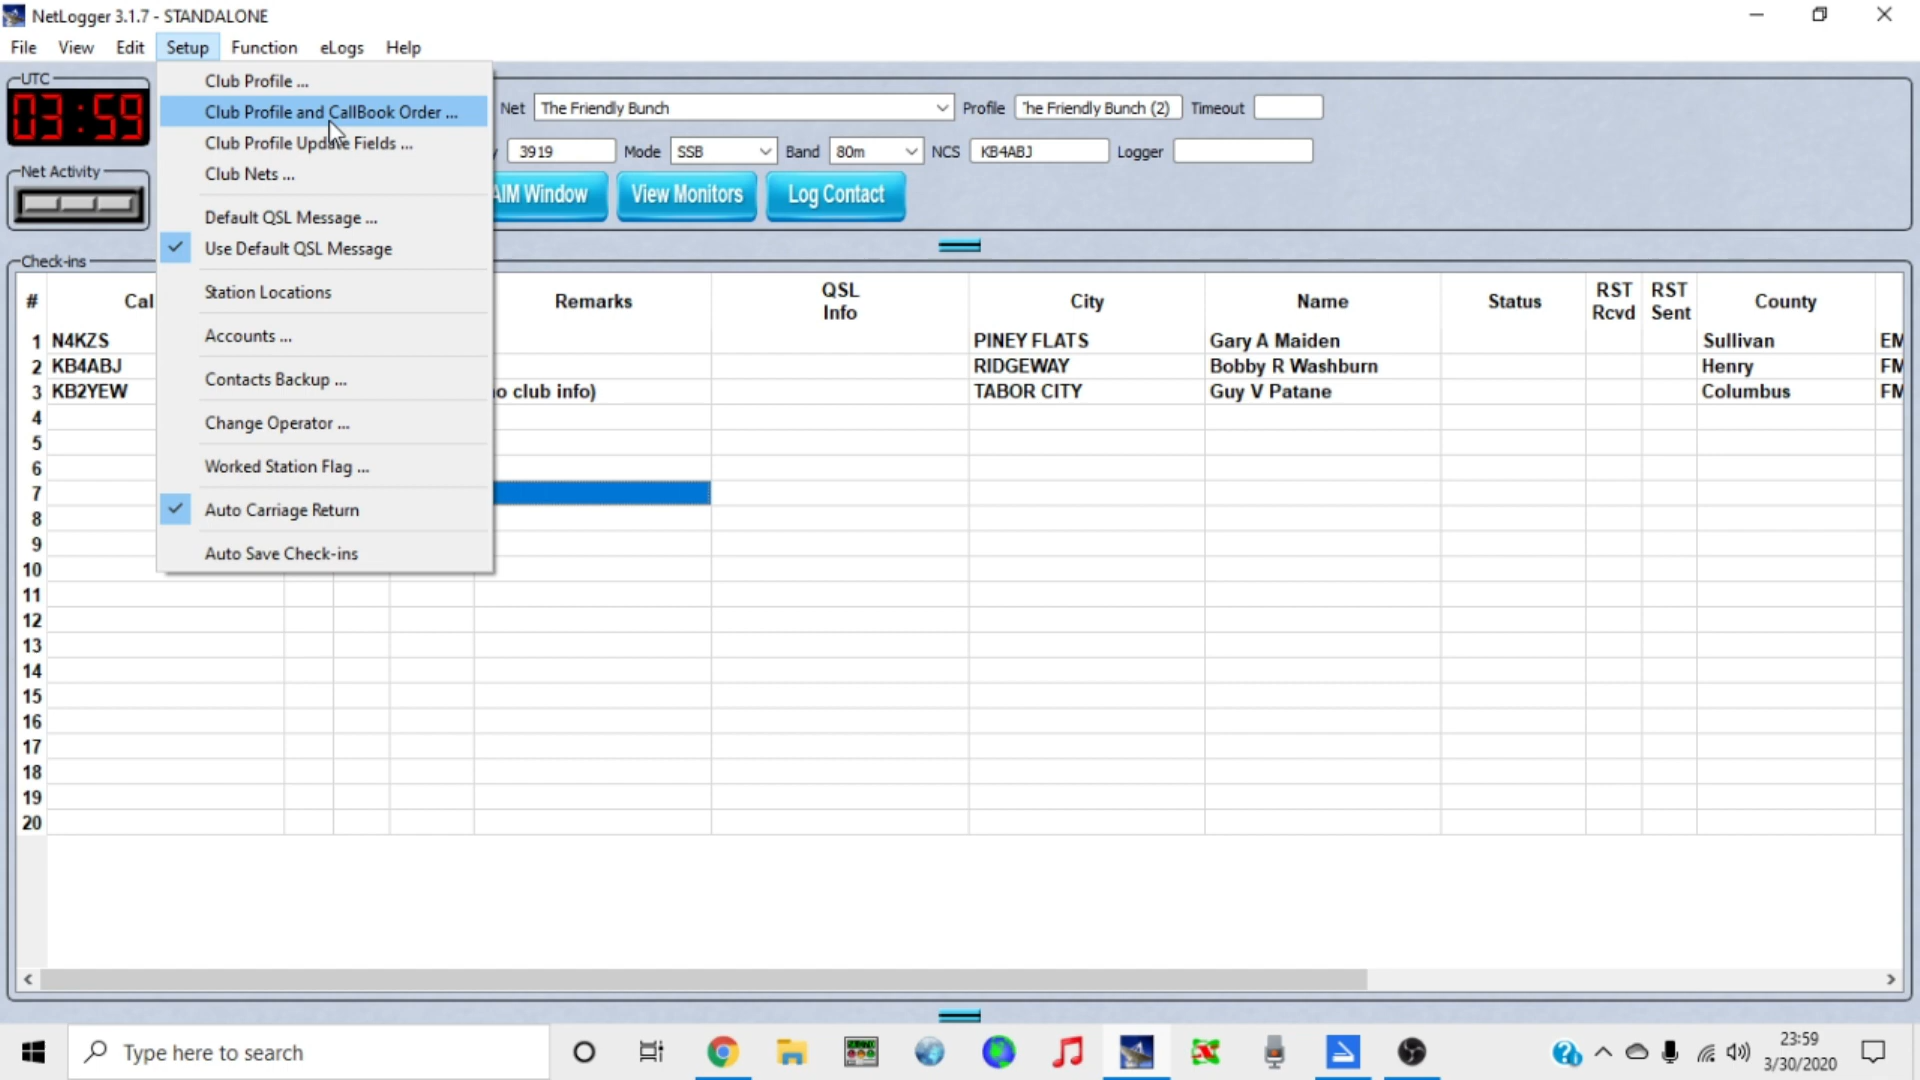 NetLogger 3.1.7 - STANDALONE
File View Edit Setup Function eLogs Help
UTC
03:59
Net Activity
Club Profile ...
Club Profile and CallBook Order ...
Club Profile Update Fields ...
Club Nets ...
Default QSL Message ...
Use Default QSL Message
Station Locations
Accounts ...
Contacts Backup ...
Change Operator ...
Worked Station Flag ...
Auto Carriage Return
Auto Save Check-ins
Net The Friendly Bunch Profile 'he Friendly Bunch (2) Timeout
3919 Mode SSB Band 80m NCS KB4ABJ Logger
AIM Window View Monitors Log Contact
Check-ins
# Cal Remarks QSL Info City Name Status RST Rcvd RST Sent County
1 N4KZS PINEY FLATS Gary A Maiden Sullivan EM
2 KB4ABJ RIDGEWAY Bobby R Washburn Henry FM
3 KB2YEW no club info) TABOR CITY Guy V Patane Columbus FM
4
5
6
7
8
9
10
11
12
13
14
15
16
17
18
19
20
Type here to search
23:59
3/30/2020